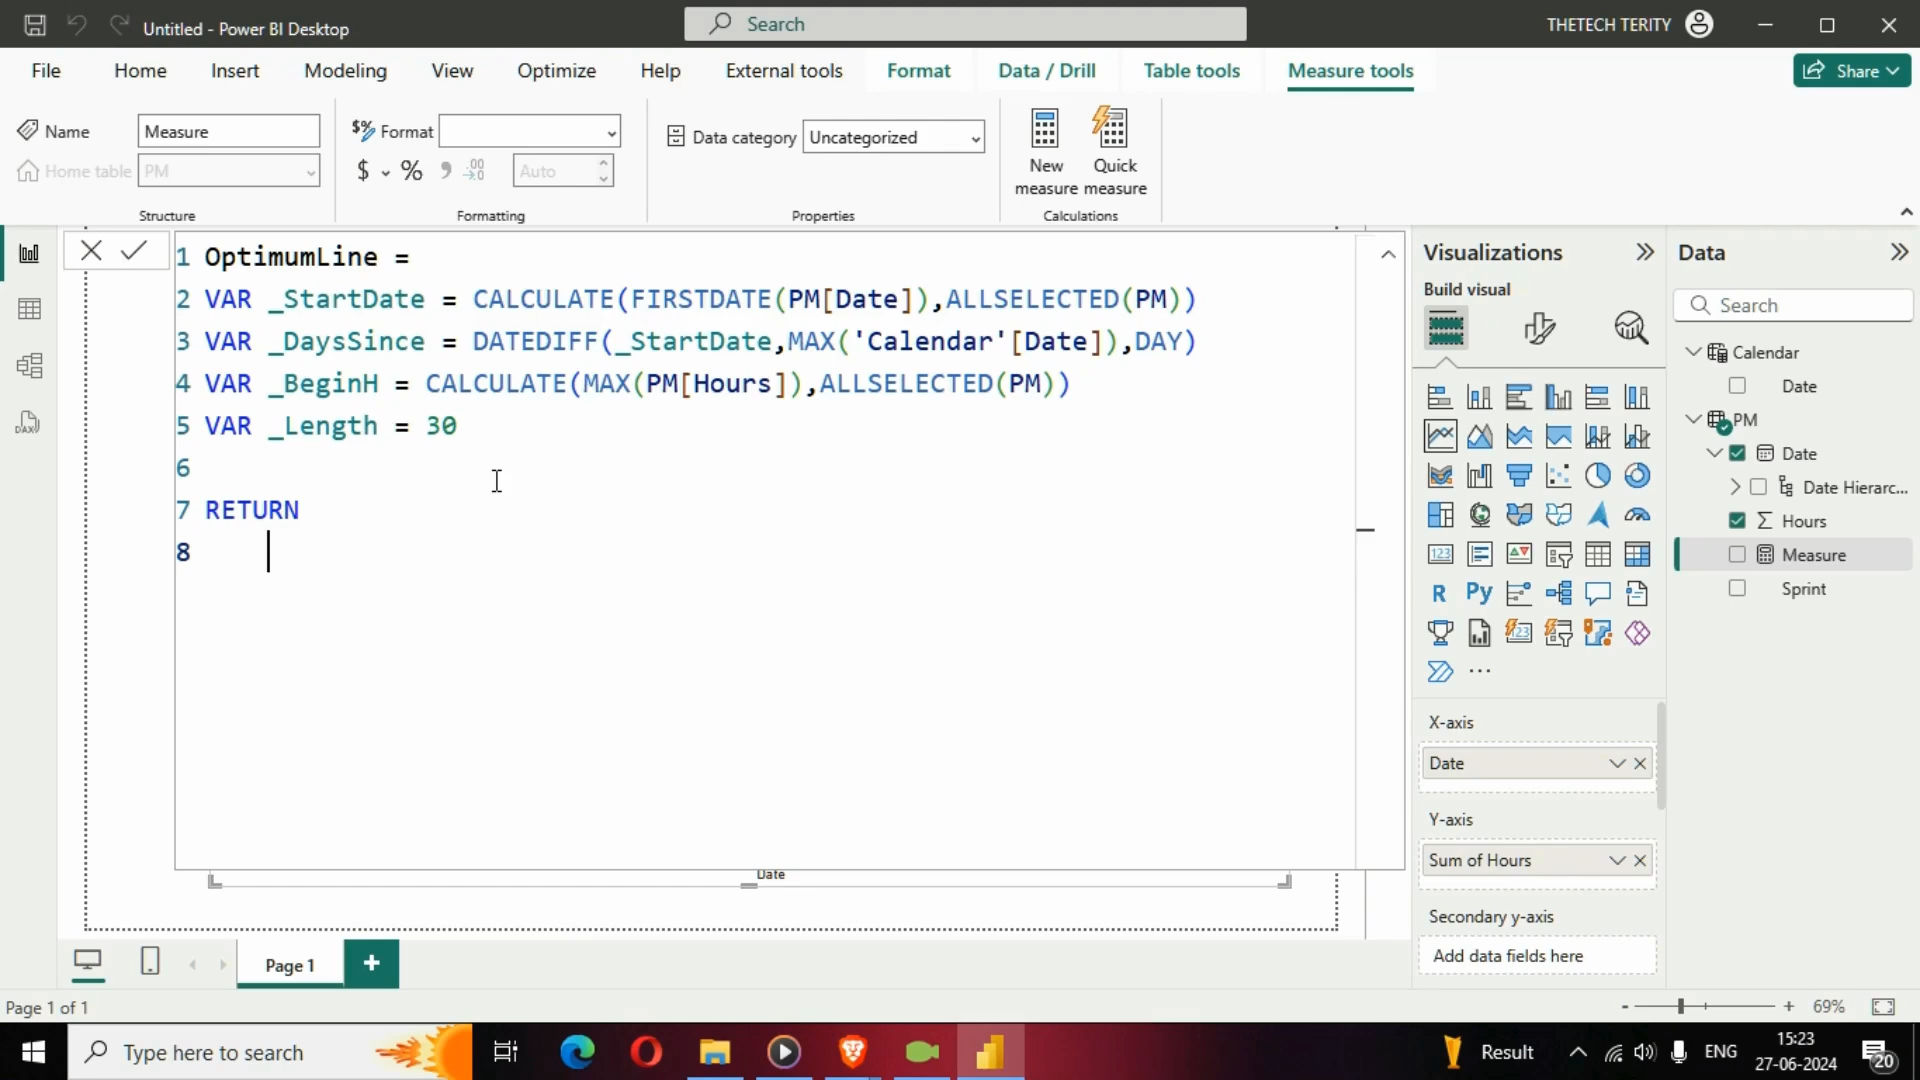 Untitled - Power BI Desktop
Search
THETECH TERITY
File
Home
Insert
Modeling
View
Optimize
Help
External tools
Format
Data / Drill
Table tools
Measure tools
Share
Name
Measure
Home table
PM
Structure
$% Format
$ % 9 .00
Auto
Formatting
Data category
Uncategorized
Properties
New measure
Quick measure
Calculations
1 OptimumLine =
2 VAR _StartDate = CALCULATE(FIRSTDATE(PM[Date]),ALLSELECTED(PM))
3 VAR _DaysSince = DATEDIFF(_StartDate,MAX('Calendar'[Date]),DAY)
4 VAR _BeginH = CALCULATE(MAX(PM[Hours]),ALLSELECTED(PM))
5 VAR _Length = 30
6
7 RETURN
8
Date
Visualizations
Build visual
R
Py
123
X-axis
Date
Y-axis
Sum of Hours
Secondary y-axis
Add data fields here
Data
Search
Calendar
Date
PM
Date
Date Hierarc...
Hours
Measure
Sprint
Page 1
Page 1 of 1
- + 69%
Type here to search
Result
ENG
15:23
27-06-2024
20